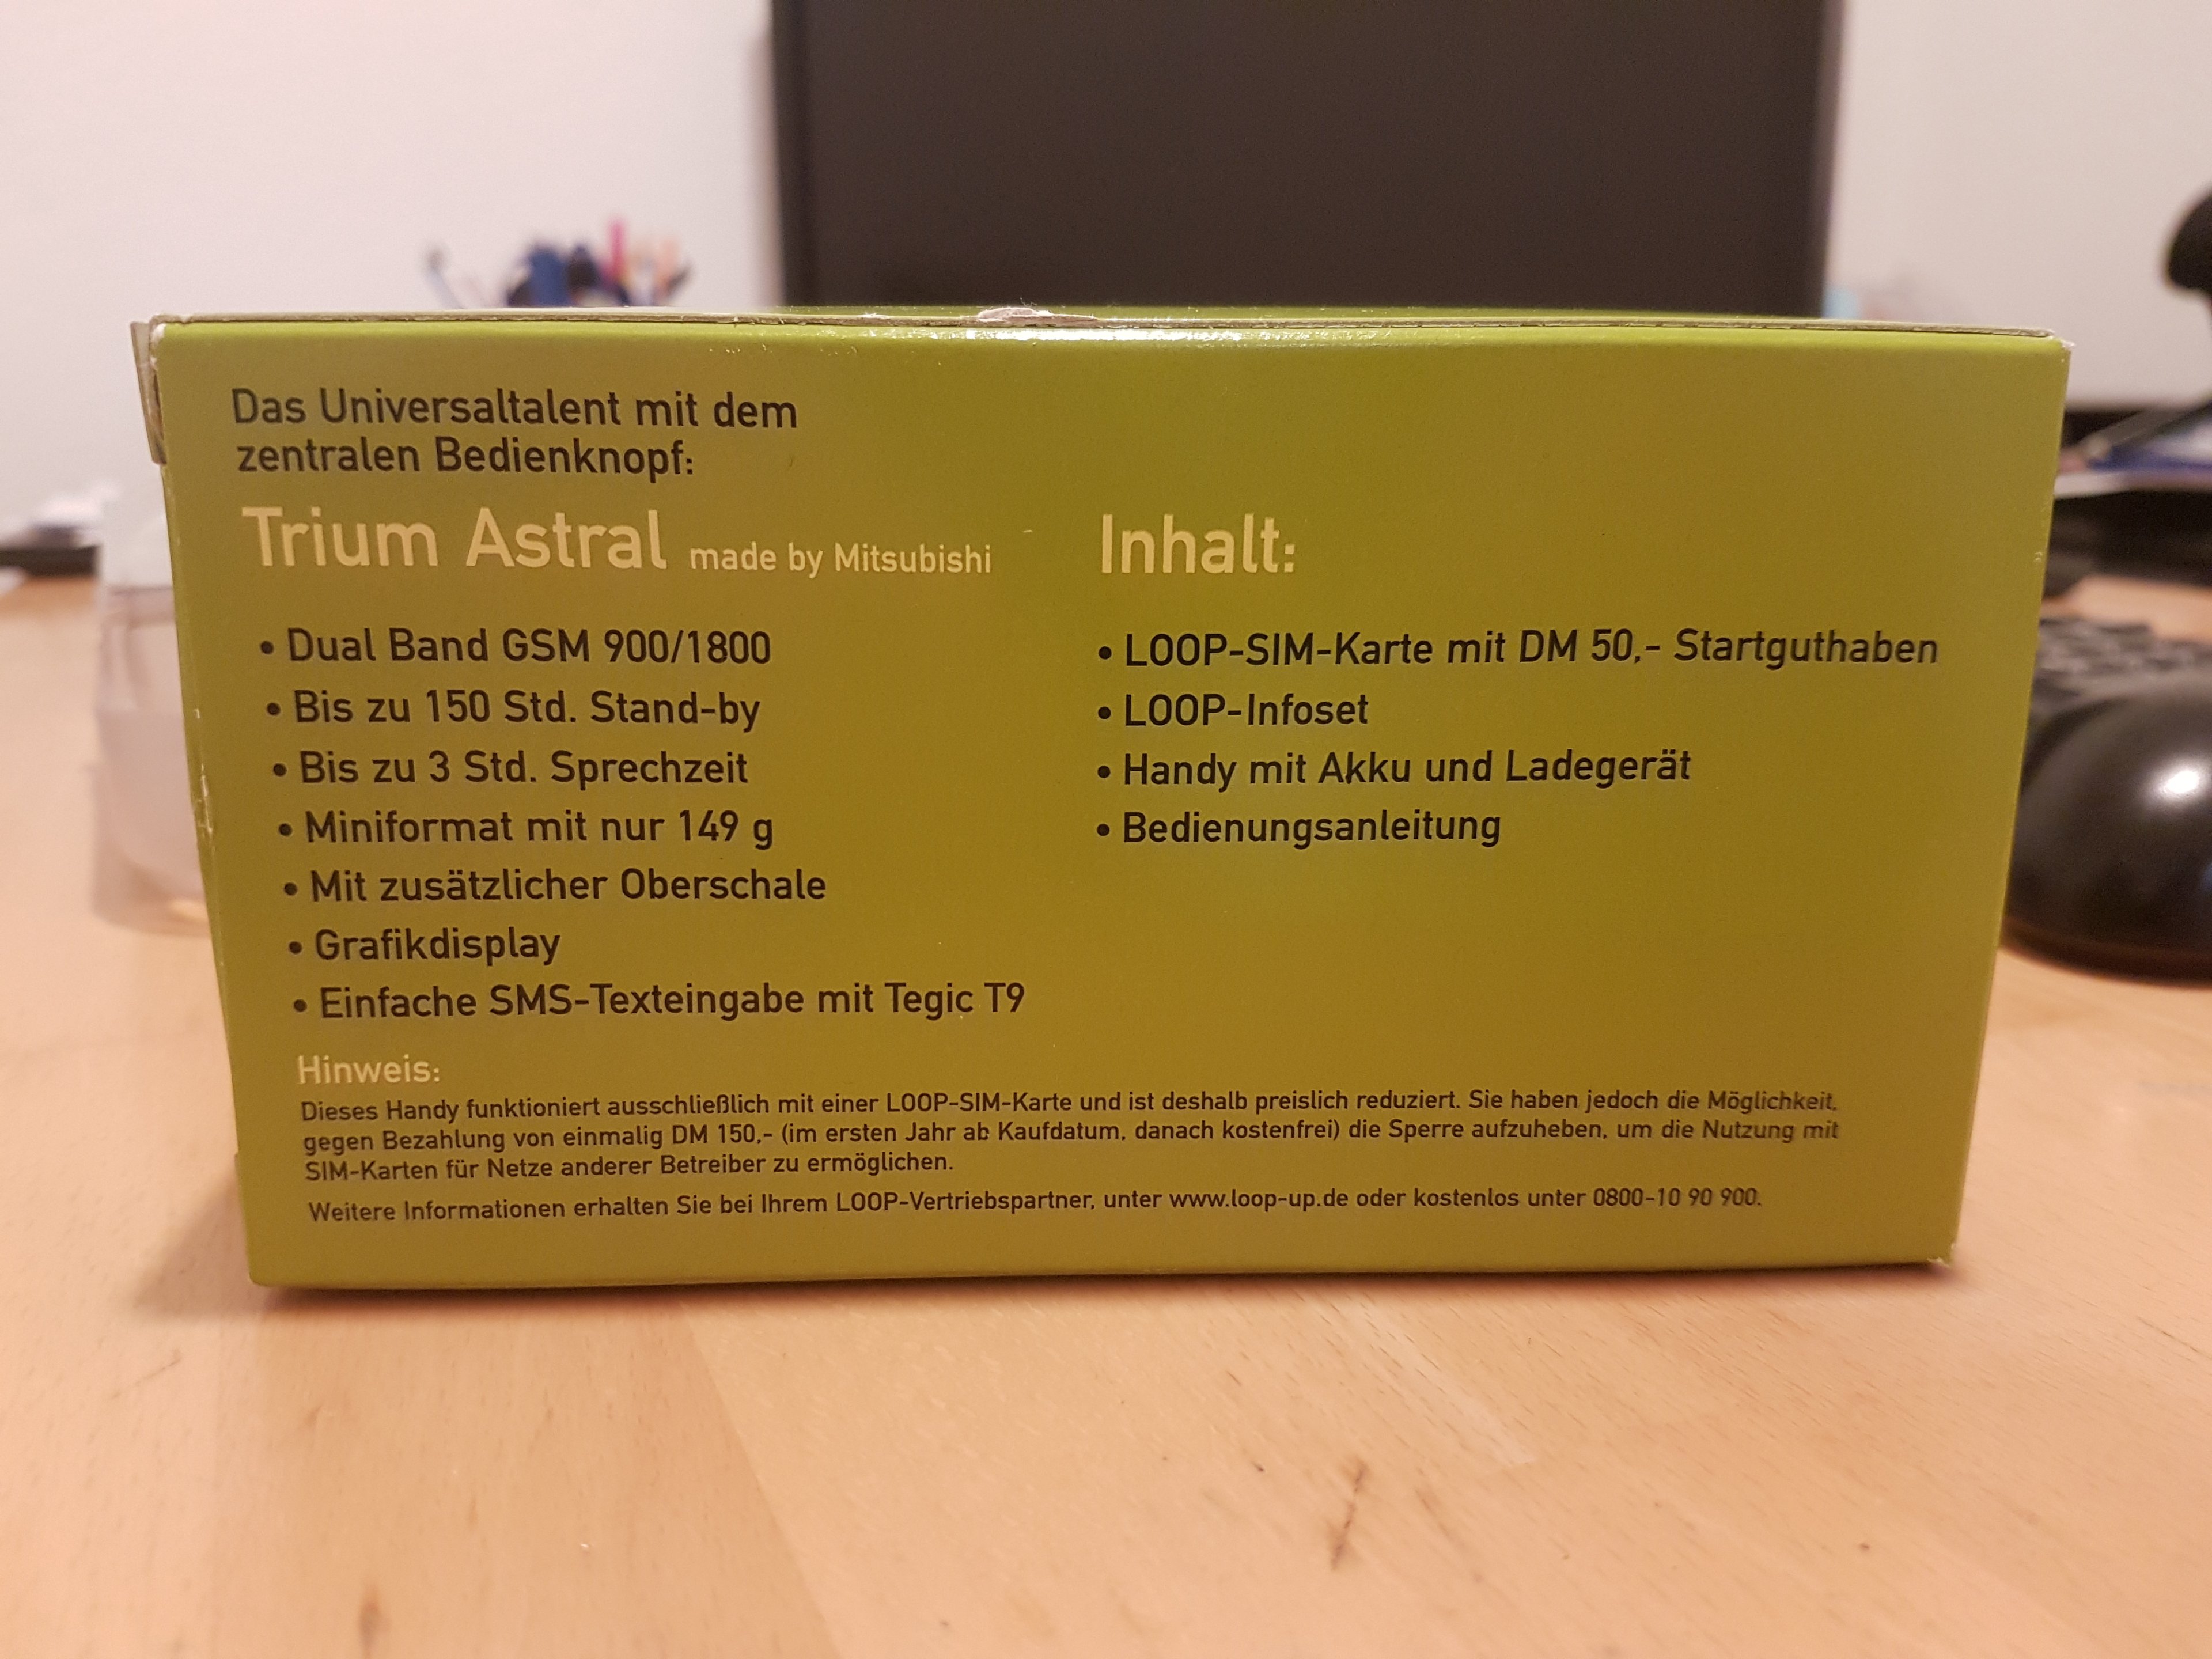 Das Universaltalent mit dem
zentralen Bedienknopf:
Trium Astral made by Mitsubishi
• Dual Band GSM 900/1800
• Bis zu 150 Std. Stand-by
• Bis zu 3 Std. Sprechzeit
• Miniformat mit nur 149 g
• Mit zusätzlicher Oberschale
• Grafikdisplay
• Einfache SMS-Texteingabe mit Tegic T9
Inhalt:
• LOOP-SIM-Karte mit DM 50,- Startguthaben
• LOOP-Infoset
• Handy mit Akku und Ladegerät
• Bedienungsanleitung
Hinweis:
Dieses Handy funktioniert ausschließlich mit einer LOOP-SIM-Karte und ist deshalb preislich reduziert. Sie haben jedoch die Möglichkeit,
gegen Bezahlung von einmalig DM 150,- (im ersten Jahr ab Kaufdatum, danach kostenfrei) die Sperre aufzuheben, um die Nutzung mit
SIM-Karten für Netze anderer Betreiber zu ermöglichen.
Weitere Informationen erhalten Sie bei Ihrem LOOP-Vertriebspartner, unter www.loop-up.de oder kostenlos unter 0800-10 90 900.